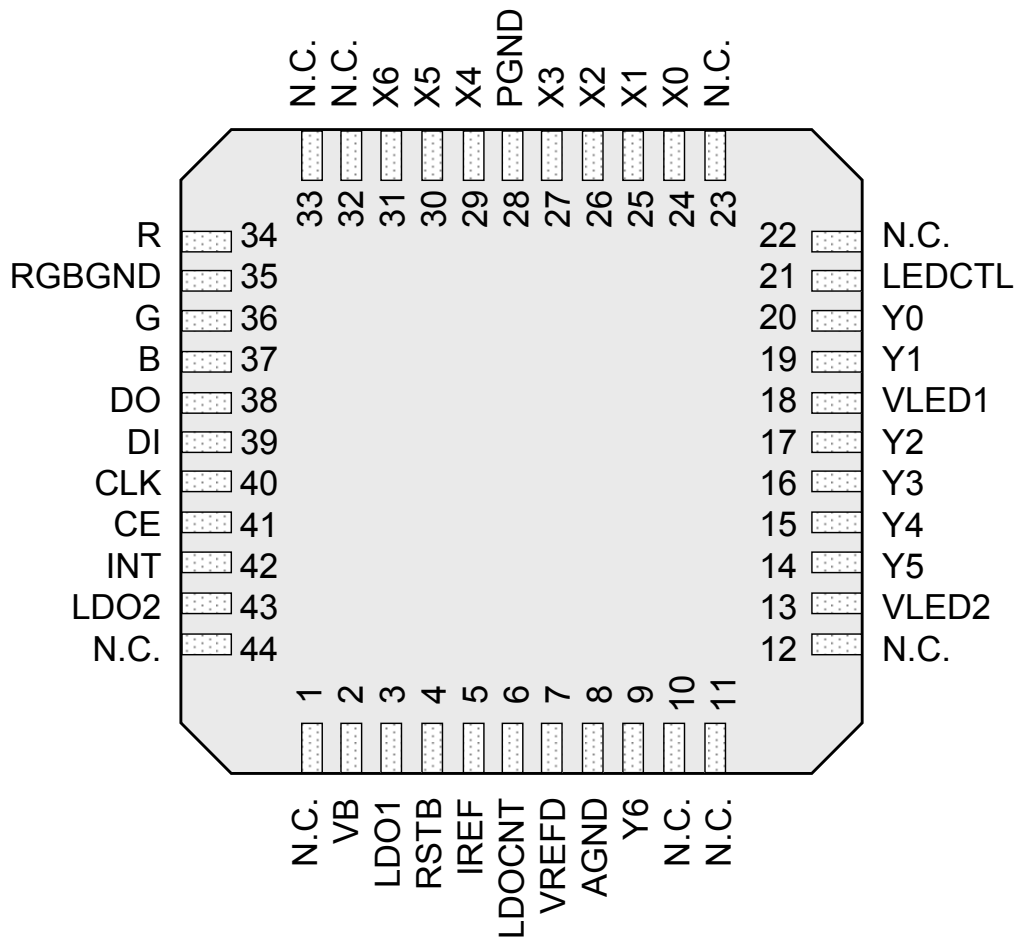 N.C.
N.C.
X6
X5
X4
PGND
X3
X2
X1
X0
N.C.
33
32
31
30
29
28
27
26
25
24
23
R 34
RGBGND 35
G 36
B 37
DO 38
DI 39
CLK 40
CE 41
INT 42
LDO2 43
N.C. 44
22 N.C.
21 LEDCTL
20 Y0
19 Y1
18 VLED1
17 Y2
16 Y3
15 Y4
14 Y5
13 VLED2
12 N.C.
1
2
3
4
5
6
7
8
9
10
11
N.C.
VB
LDO1
RSTB
IREF
LDOCNT
VREFD
AGND
Y6
N.C.
N.C.